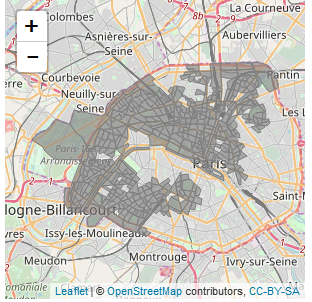 Colombes
La Courneuve
Asnières-sur-
Seine
Aubervilliers
Courbevoie
Pantin
Neuilly-sur-
Seine
Les L
Paris
ogne-Billancourt
Saint-M
Issy-les-Moulineaux
Meudon
Montrouge
Ivry-sur-Seine
+
−
Leaflet | © OpenStreetMap contributors, CC-BY-SA